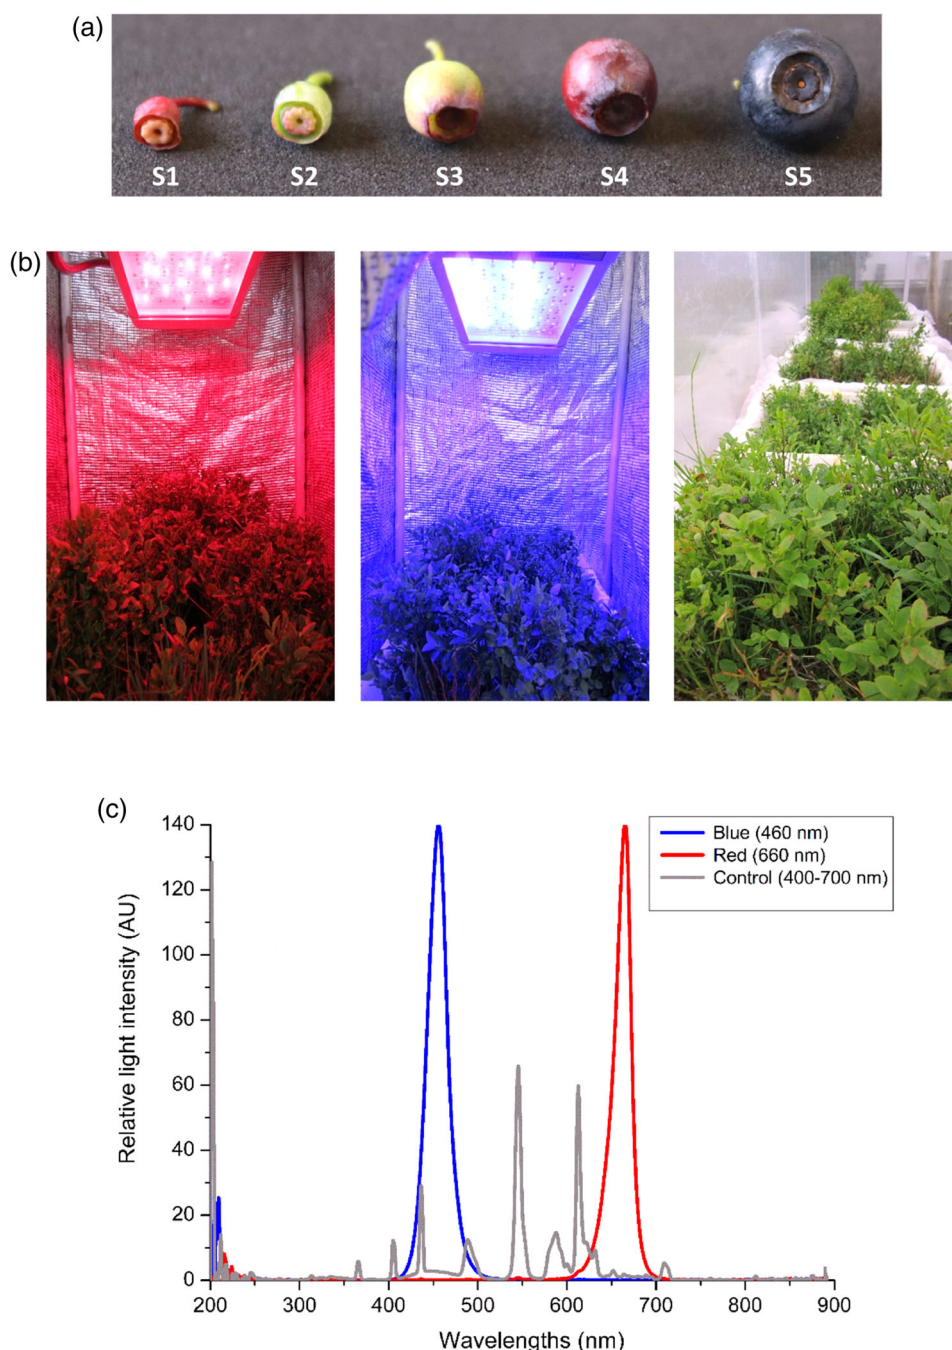 (a)
S1 S2 S3 S4 S5
(b)
(c)
Relative light intensity (AU)
140
120
100
80
60
40
20
0
200 300 400 500 600 700 800 900
Wavelengths (nm)
Blue (460 nm)
Red (660 nm)
Control (400-700 nm)